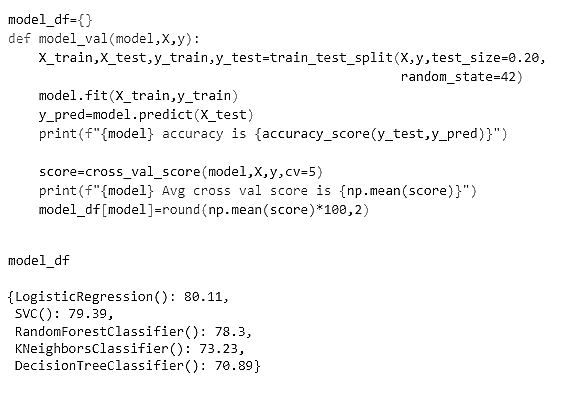 model_df={}
def model_val(model,X,y):
    X_train,X_test,y_train,y_test=train_test_split(X,y,test_size=0.20,
                                                   random_state=42)
    model.fit(X_train,y_train)
    y_pred=model.predict(X_test)
    print(f"{model} accuracy is {accuracy_score(y_test,y_pred)}")

    score=cross_val_score(model,X,y,cv=5)
    print(f"{model} Avg cross val score is {np.mean(score)}")
    model_df[model]=round(np.mean(score)*100,2)

model_df

{LogisticRegression(): 80.11,
 SVC(): 79.39,
 RandomForestClassifier(): 78.3,
 KNeighborsClassifier(): 73.23,
 DecisionTreeClassifier(): 70.89}